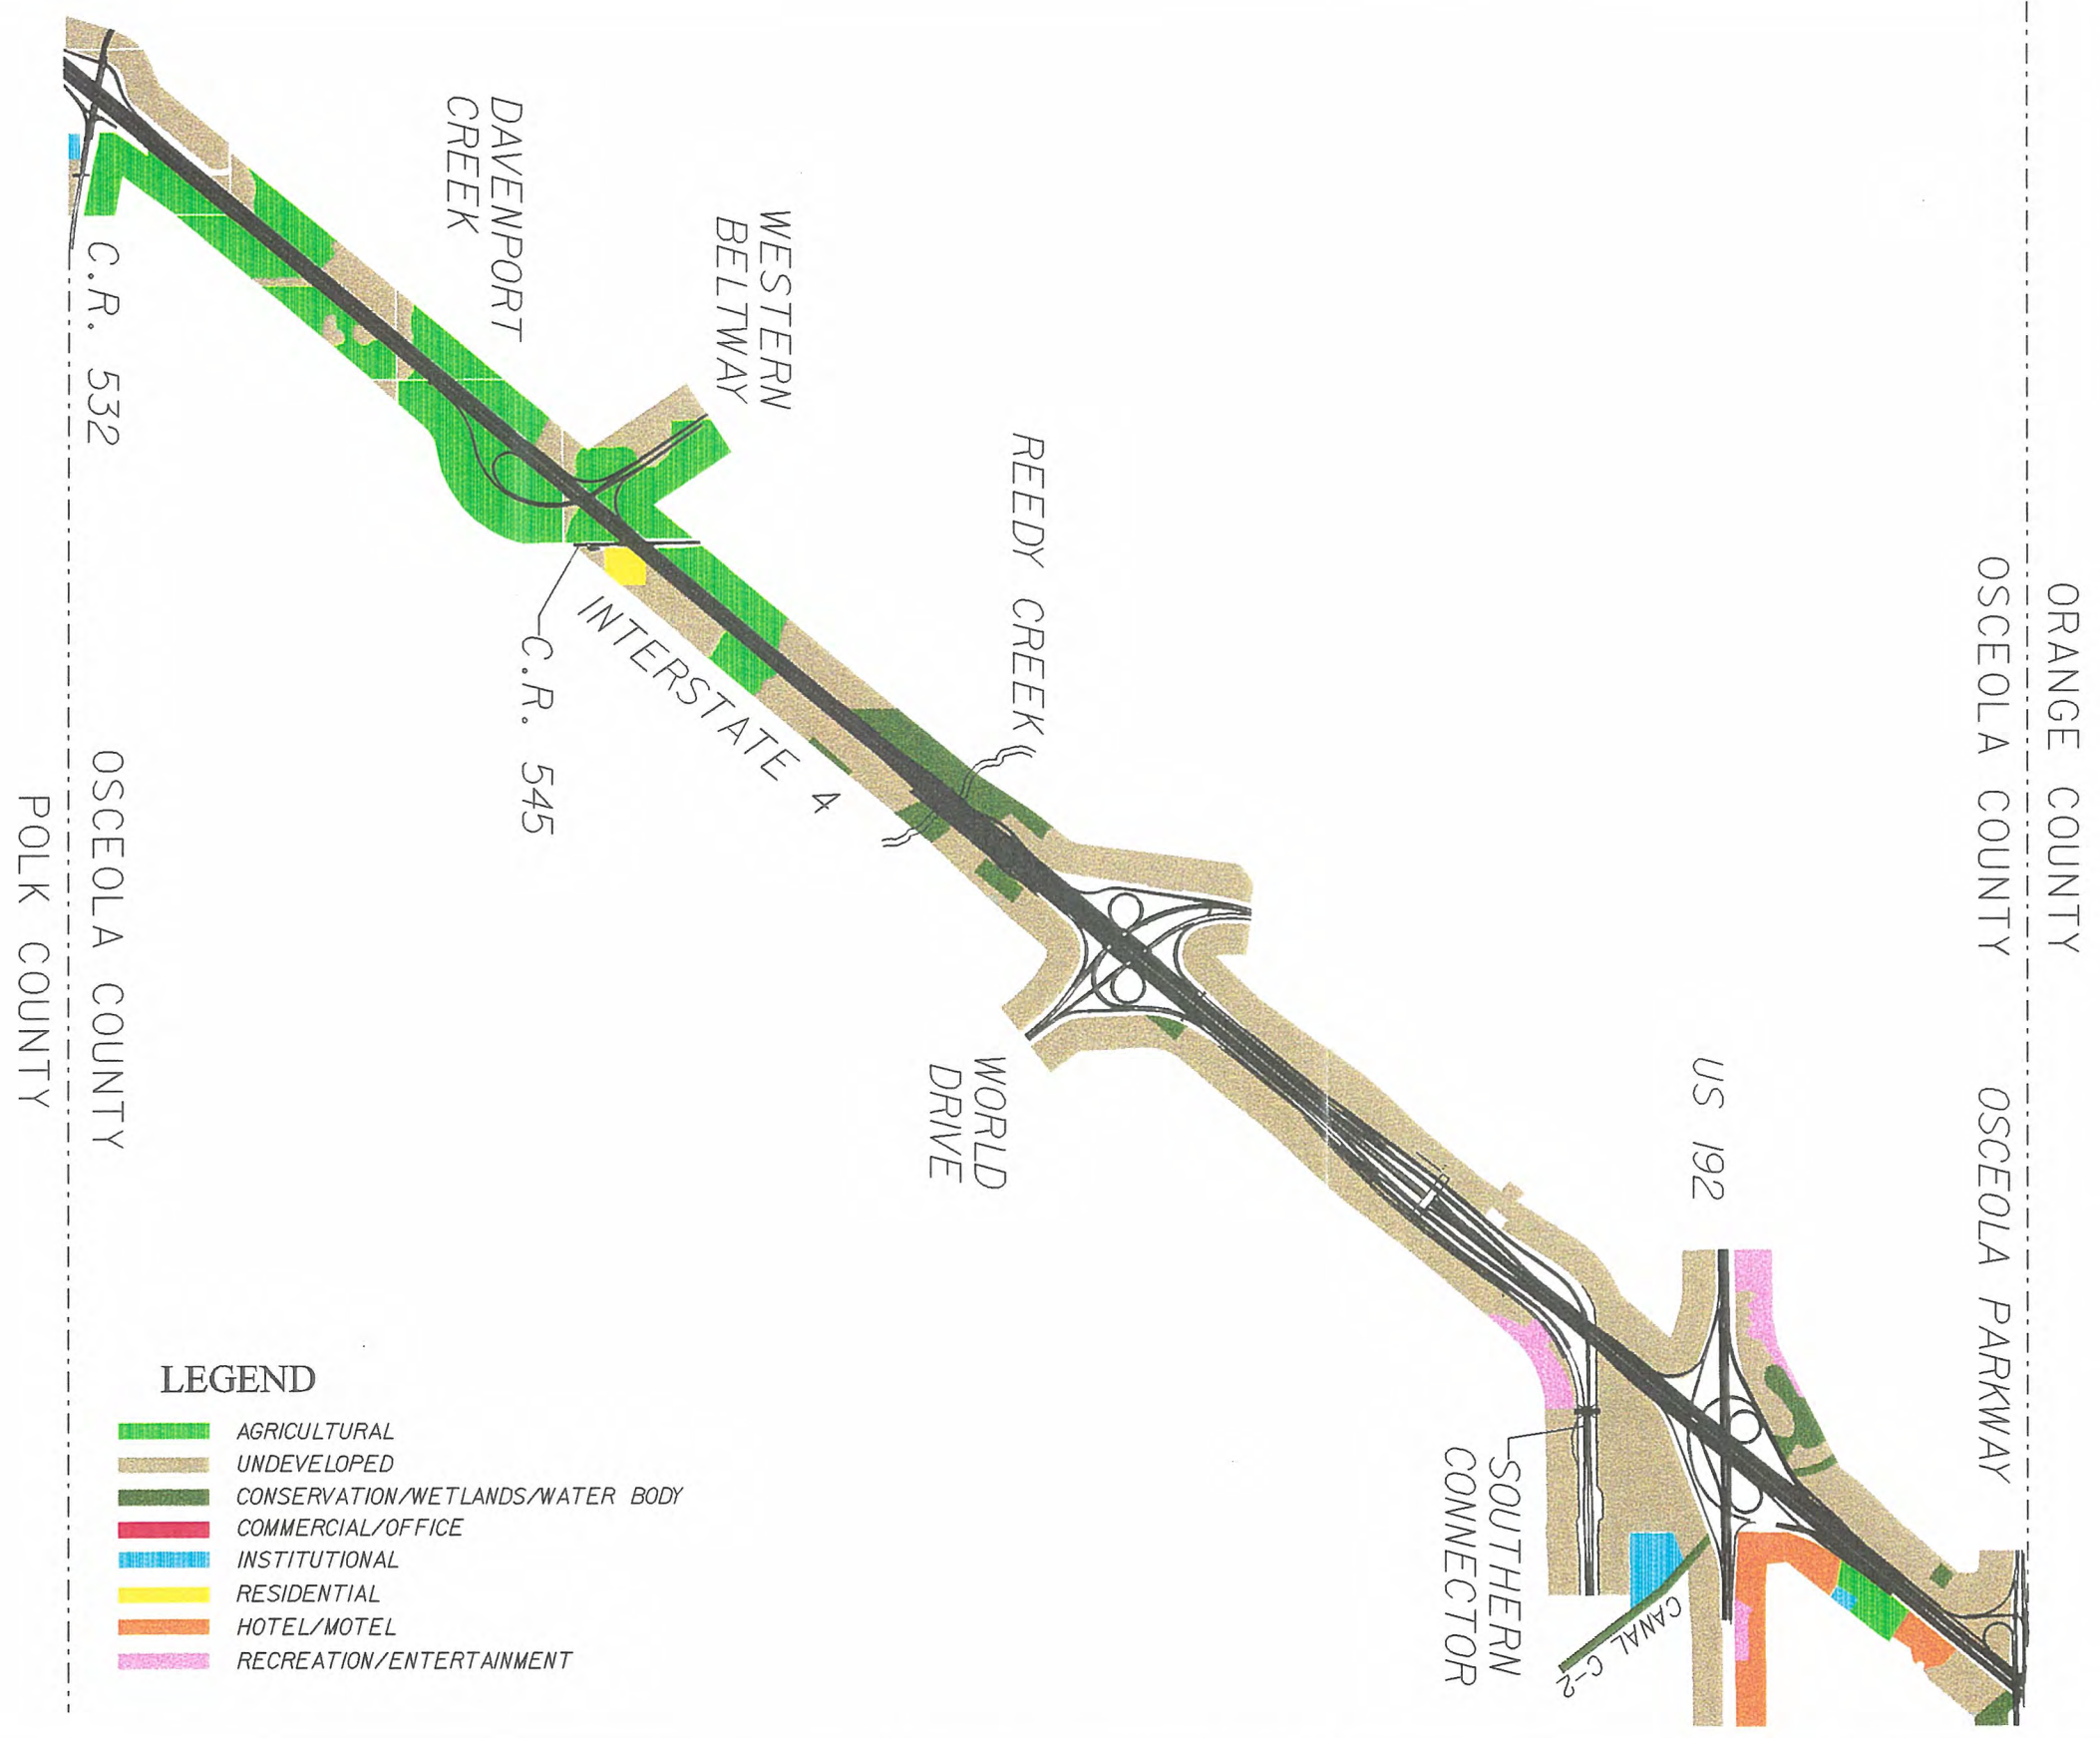 DAVENPORT
CREEK
WESTERN
BELTWAY
REEDY CREEK
ORANGE COUNTY
OSCEOLA COUNTY
C.R. 532
C.R. 545
INTERSTATE 4
OSCEOLA COUNTY
POLK COUNTY
WORLD
DRIVE
US 192
OSCEOLA PARKWAY
SOUTHERN
CONNECTOR
CANAL C-2
LEGEND
AGRICULTURAL
UNDEVELOPED
CONSERVATION/WETLANDS/WATER BODY
COMMERCIAL/OFFICE
INSTITUTIONAL
RESIDENTIAL
HOTEL/MOTEL
RECREATION/ENTERTAINMENT